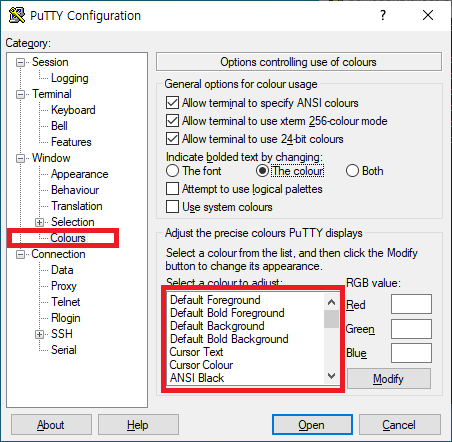 PuTTY Configuration
Category:
Session
Logging
Terminal
Keyboard
Bell
Features
Window
Appearance
Behaviour
Translation
Selection
Colours
Connection
Data
Proxy
Telnet
Rlogin
SSH
Serial
Options controlling use of colours
General options for colour usage
Allow terminal to specify ANSI colours
Allow terminal to use xterm 256-colour mode
Allow terminal to use 24-bit colours
Indicate bolded text by changing:
The font The colour Both
Attempt to use logical palettes
Use system colours
Adjust the precise colours PuTTY displays
Select a colour from the list, and then click the Modify
button to change its appearance.
Select a colour to adjust:
Default Foreground
Default Bold Foreground
Default Background
Default Bold Background
Cursor Text
Cursor Colour
ANSI Black
RGB value:
Red
Green
Blue
Modify
About Help Open Cancel